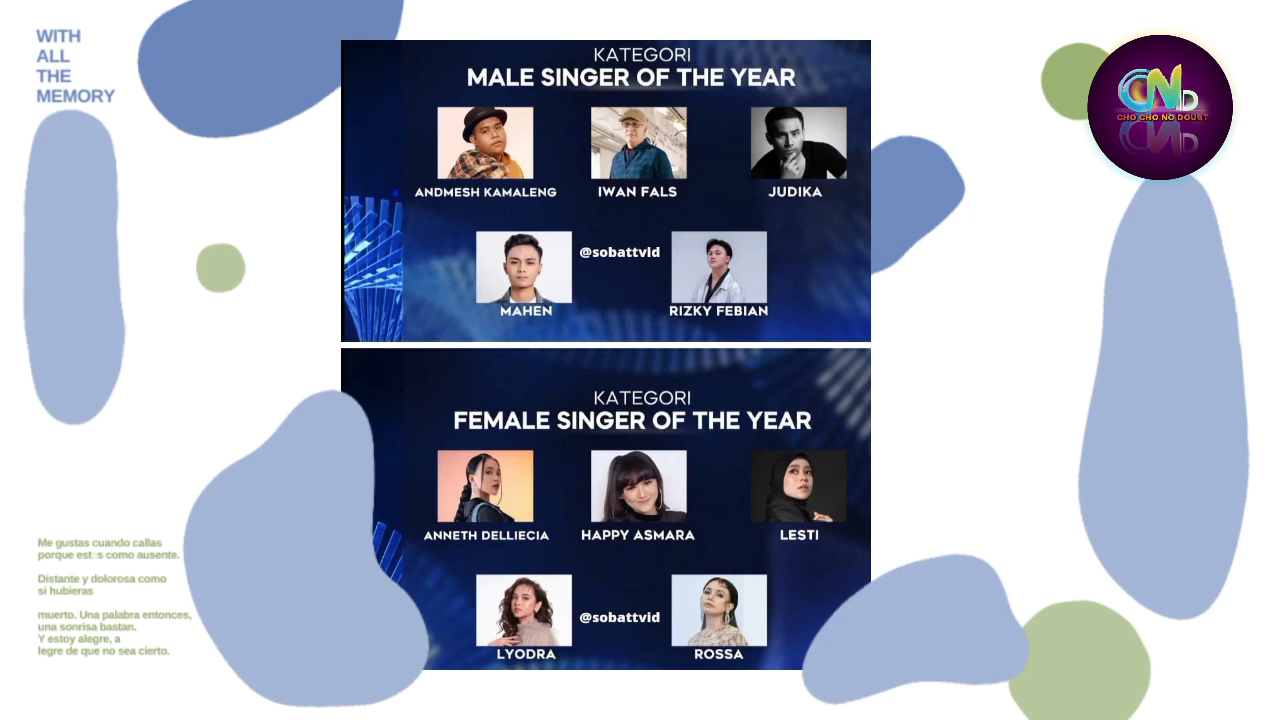 WITH
ALL
THE
MEMORY
KATEGORI
MALE SINGER OF THE YEAR
ANDMESH KAMALENG
IWAN FALS
JUDIKA
@sobattvid
MAHEN
RIZKY FEBIAN
KATEGORI
FEMALE SINGER OF THE YEAR
ANNETH DELLIECIA
HAPPY ASMARA
LESTI
@sobattvid
LYODRA
ROSSA
CND
CHO CHO NO DOUBT
Me gustas cuando callas
porque est s como ausente.
Distante y dolorosa como
si hubieras
muerto. Una palabra entonces,
una sonrisa bastan.
Y estoy alegre, a
legre de que no sea cierto.